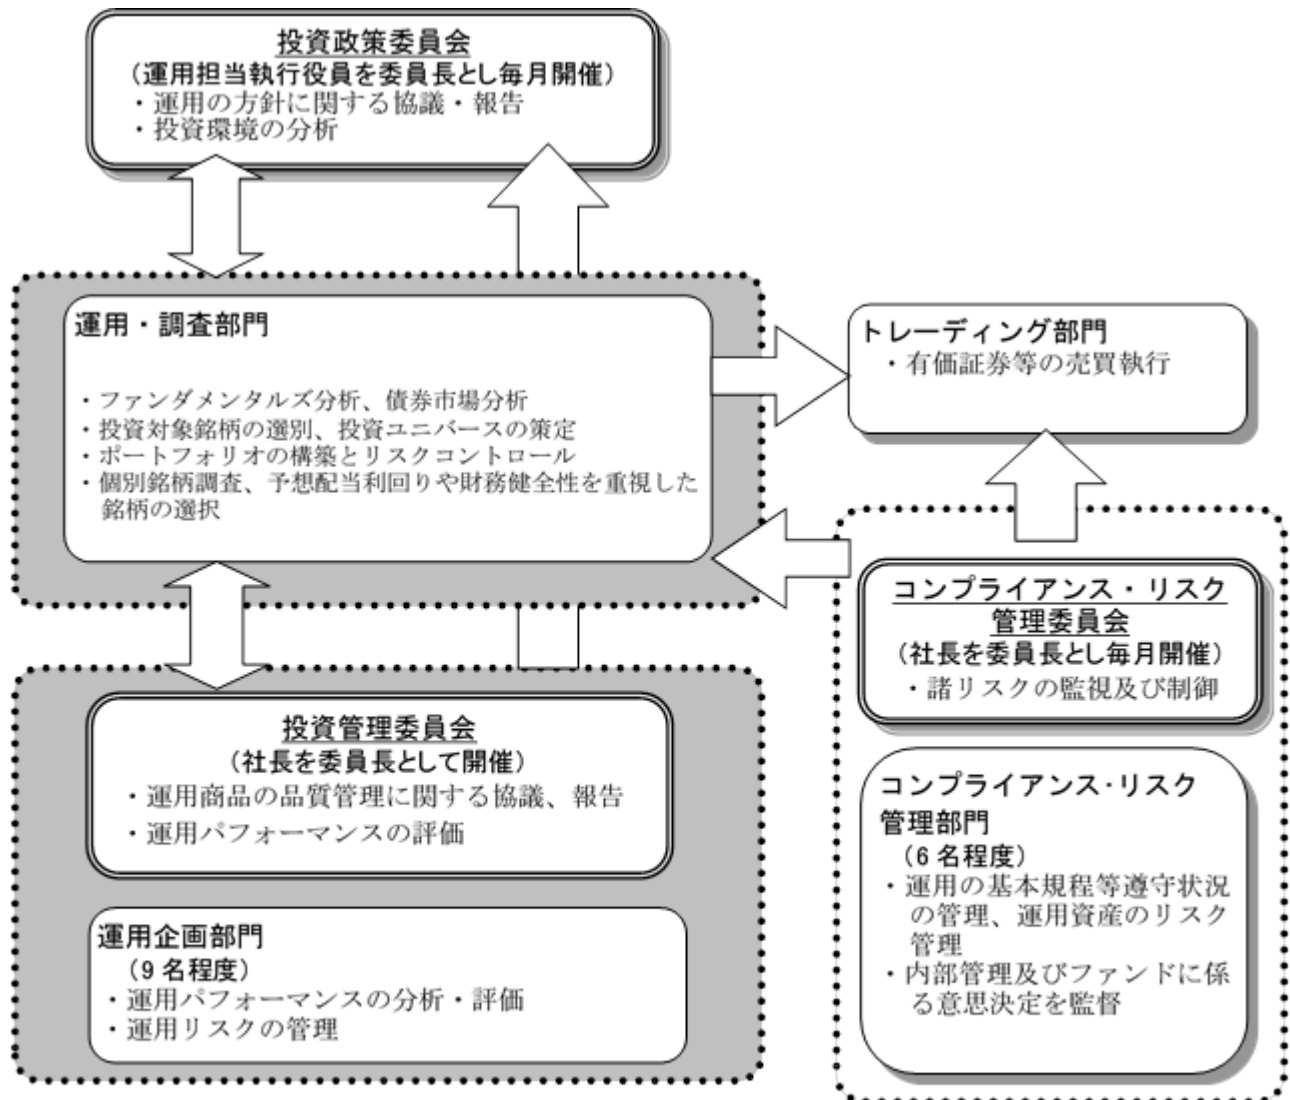 投資政策委員会
（運用担当執行役員を委員長とし毎月開催）
・運用の方針に関する協議・報告
・投資環境の分析
運用・調査部門
・ファンダメンタルズ分析、債券市場分析
・投資対象銘柄の選別、投資ユニバースの策定
・ポートフォリオの構築とリスクコントロール
・個別銘柄調査、予想配当利回りや財務健全性を重視した
銘柄の選択
トレーディング部門
・有価証券等の売買執行
コンプライアンス・リスク
管理委員会
（社長を委員長とし毎月開催）
・諸リスクの監視及び制御
投資管理委員会
（社長を委員長として開催）
・運用商品の品質管理に関する協議、報告
・運用パフォーマンスの評価
コンプライアンス・リスク
管理部門
（6名程度）
・運用の基本規程等遵守状況
の管理、運用資産のリスク
管理
・内部管理及びファンドに係
る意思決定を監督
運用企画部門
（9名程度）
・運用パフォーマンスの分析・評価
・運用リスクの管理